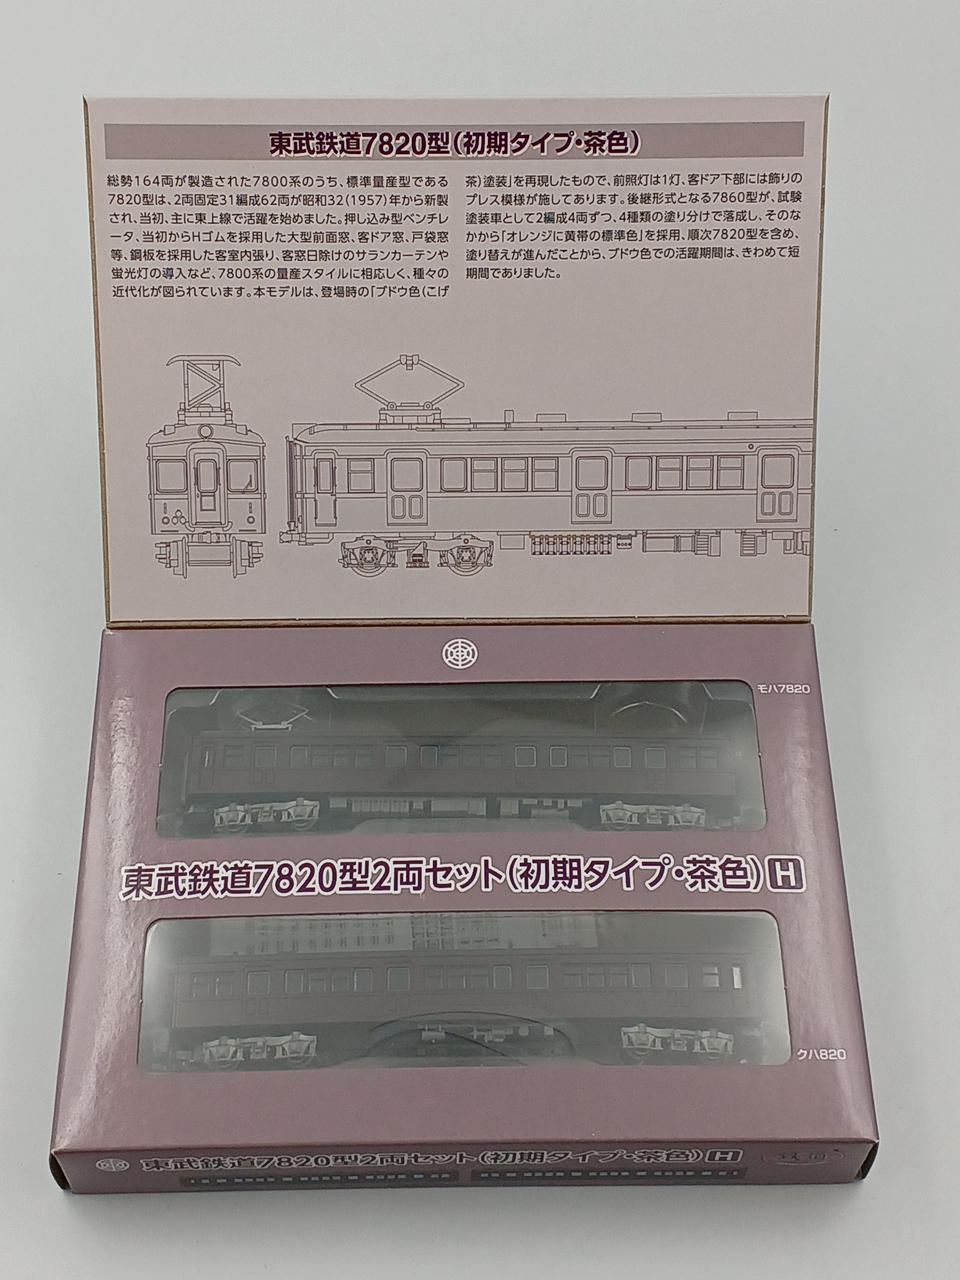 東武鉄道7820型(初期タイプ・茶色)
総勢164両が製造された7800系のうち、標準量産型である
7820型は、2両固定31編成62両が昭和32(1957)年から新製
され、当初、主に東上線で活躍を始めました。押し込み型ベンチレ
ータ、当初からHゴムを採用した大型前面窓、客ドア窓、戸袋窓
等、鋼板を採用した客室内張り、客窓日除けのサランカーテンや
蛍光灯の導入など、7800系の量産スタイルに相応しく、種々の
近代化が図られています。本モデルは、登場時の「ブドウ色(こげ
茶)塗装」を再現したもので、前照灯は1灯、客ドア下部には飾りの
プレス模様が施してあります。後継形式となる7860型が、試験
塗装車として2編成4両ずつ、4種類の塗り分けで落成し、そのな
かから「オレンジに黄帯の標準色」を採用、順次7820型を含め、
塗り替えが進んだことから、ブドウ色での活躍期間は、きわめて短
期間でありました。
モハ7820
東武鉄道7820型2両セット(初期タイプ・茶色)H
クハ820
東武鉄道7820型2両セット(初期タイプ・茶色)H